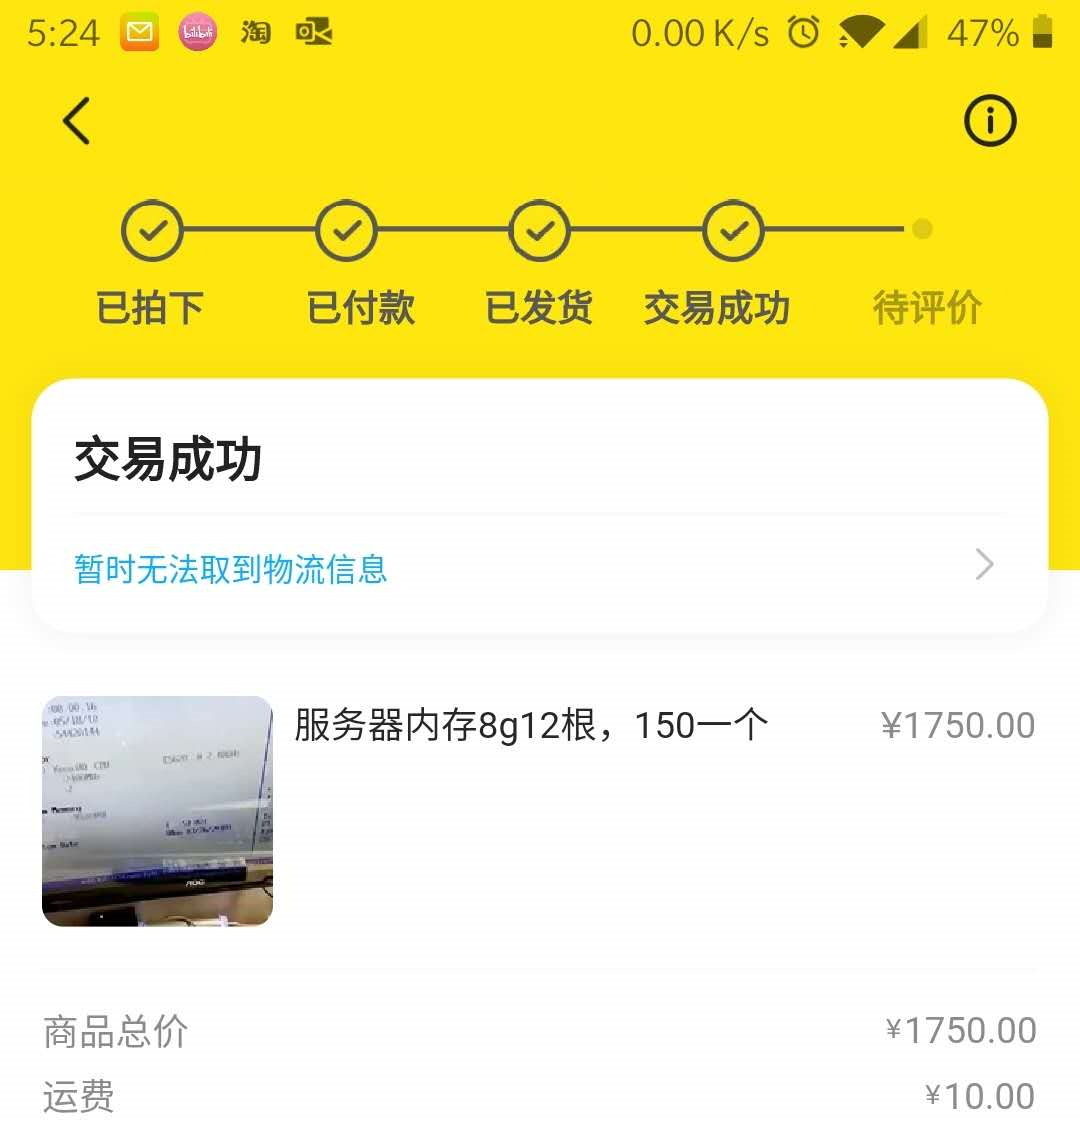 5:24 bilibili 淘 0.00 K/s 47%
已拍下 已付款 已发货 交易成功 待评价
交易成功
暂时无法取到物流信息
服务器内存8g12根，150一个 ¥1750.00
AOC
商品总价 ¥1750.00
运费 ¥10.00